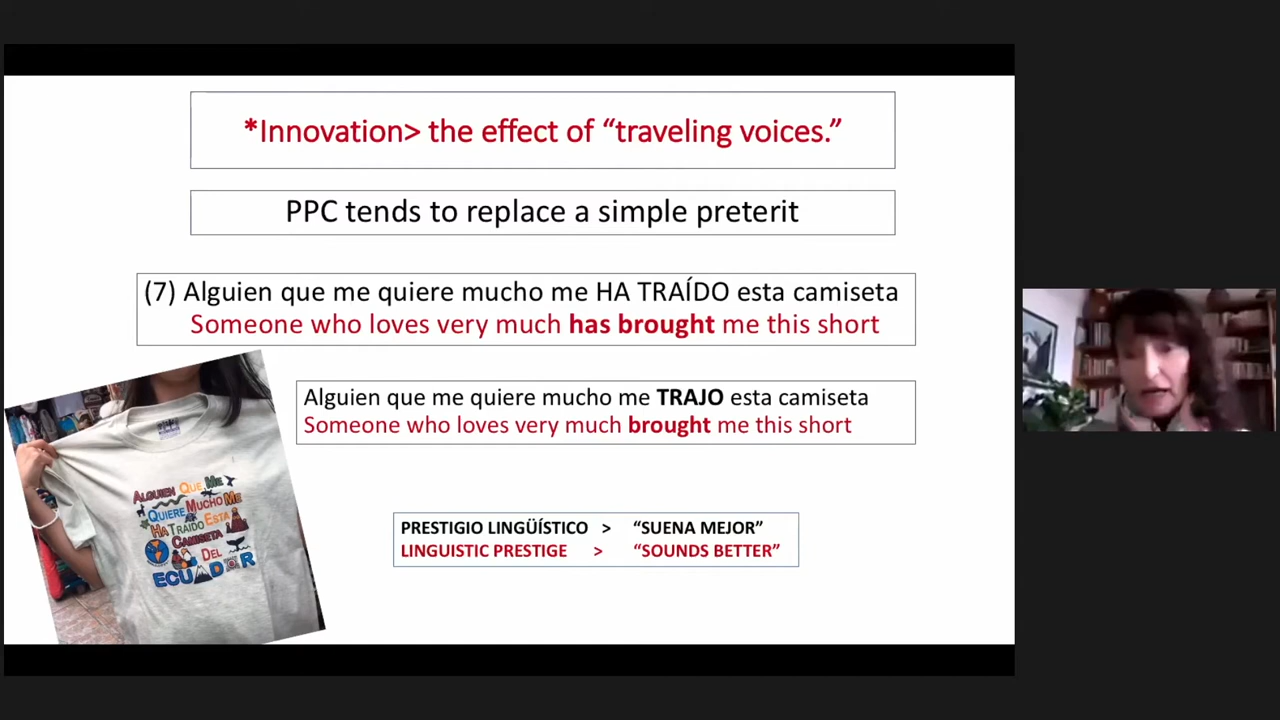 *Innovation> the effect of “traveling voices.”
PPC tends to replace a simple preterit
(7) Alguien que me quiere mucho me HA TRAÍDO esta camiseta
Someone who loves very much has brought me this short
Alguien que me quiere mucho me TRAJO esta camiseta
Someone who loves very much brought me this short
ALGUIEN QUE ME
QUIERE MUCHO ME
HA TRAIDO ESTA
CAMISETA
DEL
ECUADOR
PRESTIGIO LINGÜÍSTICO > “SUENA MEJOR”
LINGUISTIC PRESTIGE > “SOUNDS BETTER”